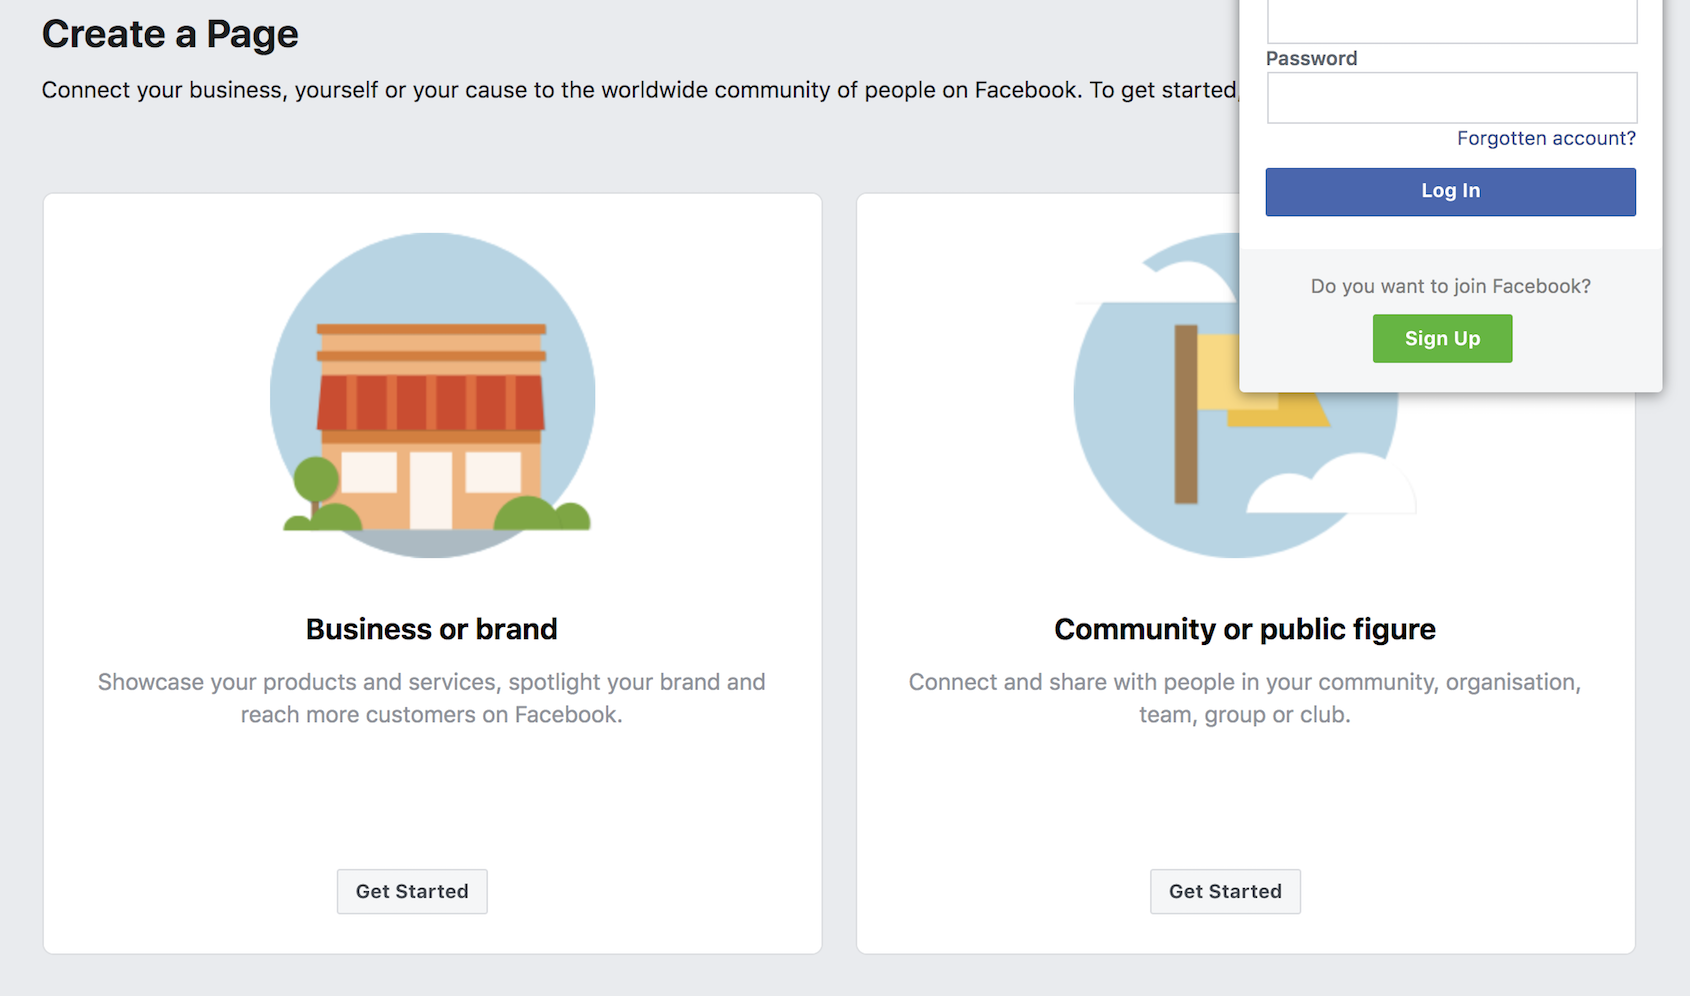 Create a Page
Connect your business, yourself or your cause to the worldwide community of people on Facebook. To get started,
Password
Forgotten account?
Log In
Do you want to join Facebook?
Sign Up
Business or brand
Showcase your products and services, spotlight your brand and
reach more customers on Facebook.
Get Started
Community or public figure
Connect and share with people in your community, organisation,
team, group or club.
Get Started